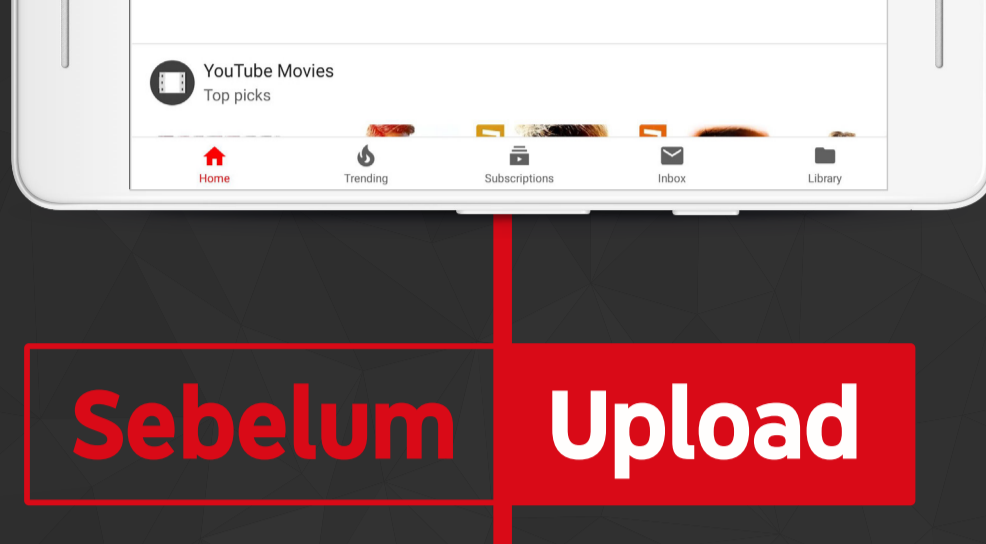 YouTube Movies
Top picks
Home Trending Subscriptions Inbox Library
Sebelum Upload